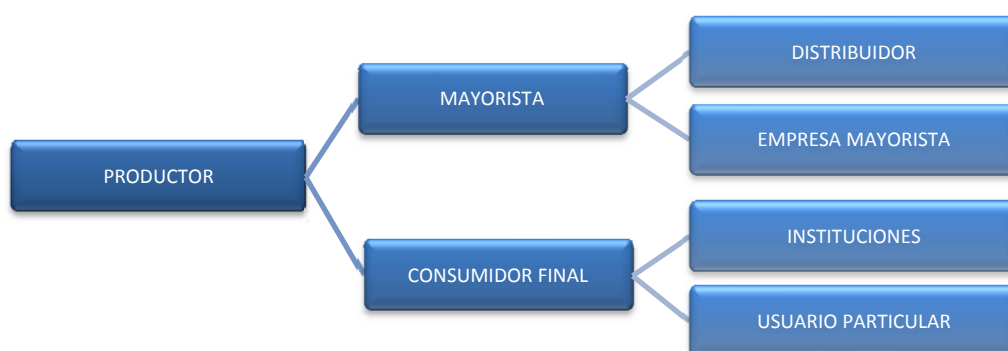 DISTRIBUIDOR
MAYORISTA
EMPRESA MAYORISTA
PRODUCTOR
INSTITUCIONES
CONSUMIDOR FINAL
USUARIO PARTICULAR